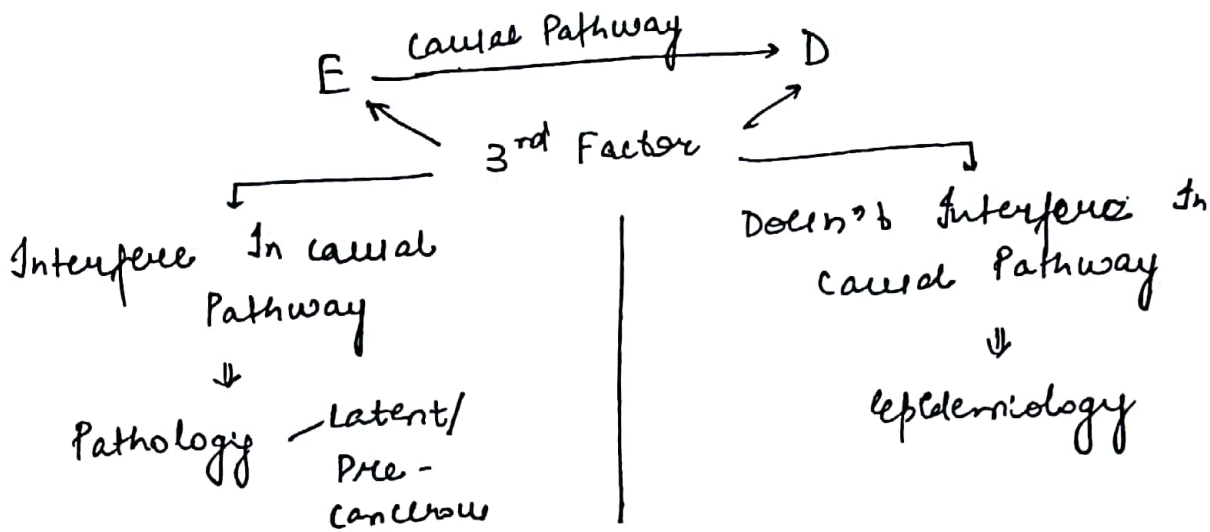 Causal Pathway
E D
3rd Factor
Interfere In causal
Pathway
Doesn't Interfere In
Causal Pathway
⇓
⇓
Pathology – Latent/
Pre-
cancerous
Epidemiology